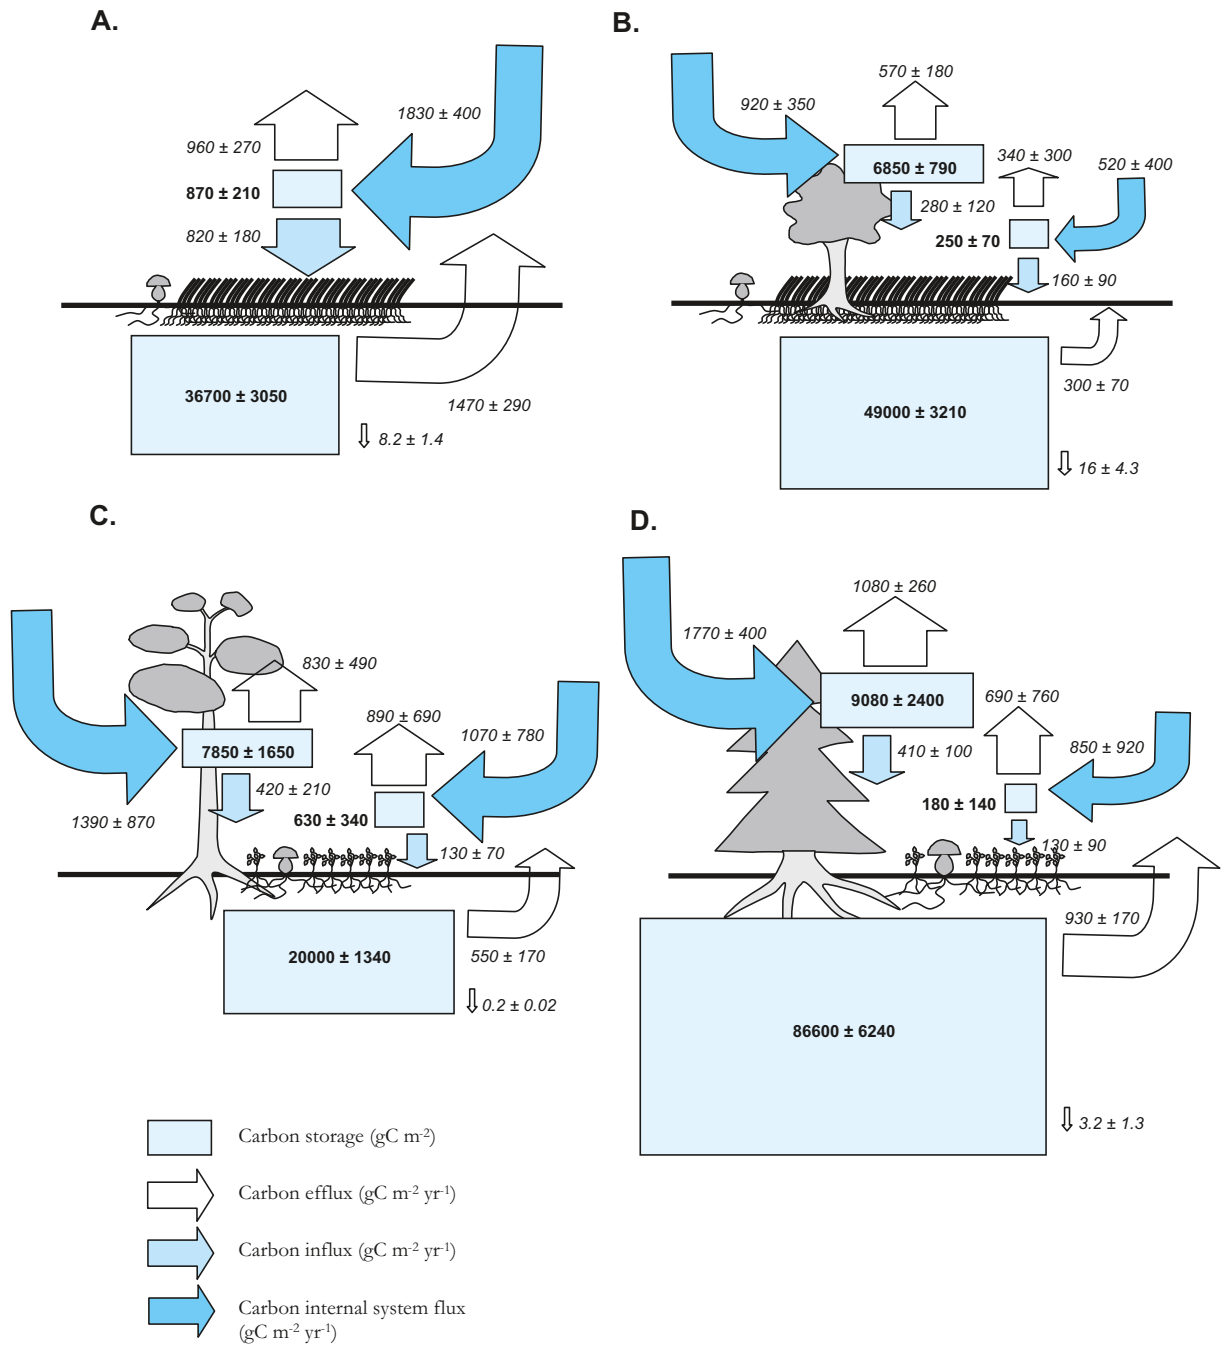 A.
1830 ± 400
960 ± 270
870 ± 210
820 ± 180
36700 ± 3050
1470 ± 290
8.2 ± 1.4
B.
570 ± 180
920 ± 350
6850 ± 790
340 ± 300
520 ± 400
280 ± 120
250 ± 70
160 ± 90
300 ± 70
49000 ± 3210
16 ± 4.3
C.
830 ± 490
890 ± 690
1070 ± 780
7850 ± 1650
420 ± 210
1390 ± 870
630 ± 340
130 ± 70
20000 ± 1340
550 ± 170
0.2 ± 0.02
D.
1080 ± 260
1770 ± 400
9080 ± 2400
690 ± 760
850 ± 920
410 ± 100
180 ± 140
130 ± 90
930 ± 170
86600 ± 6240
3.2 ± 1.3
Carbon storage (gC m-2)
Carbon efflux (gC m-2 yr-1)
Carbon influx (gC m-2 yr-1)
Carbon internal system flux
(gC m-2 yr-1)